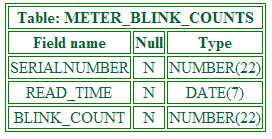 Table: METER_BLINK_COUNTS
Field name Null Type
SERIALNUMBER N NUMBER(22)
READ_TIME N DATE(7)
BLINK_COUNT N NUMBER(22)